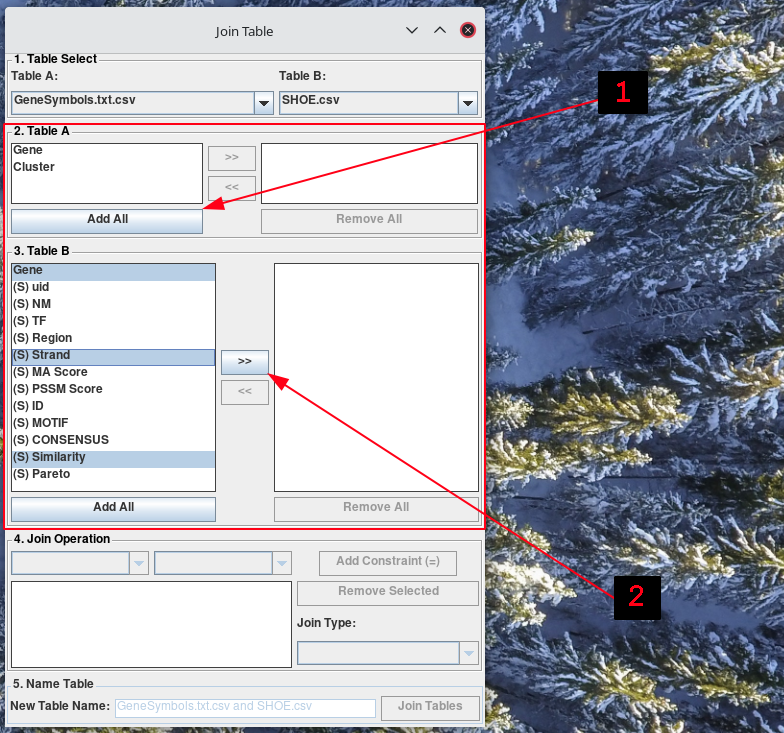 Join Table
1. Table Select
Table A:
Table B:
GeneSymbols.txt.csv
SHOE.csv
1
2. Table A
Gene
Cluster
>>
<<
Add All
Remove All
3. Table B
Gene
(S) uid
(S) NM
(S) TF
(S) Region
(S) Strand
(S) MA Score
(S) PSSM Score
(S) ID
(S) MOTIF
(S) CONSENSUS
(S) Similarity
(S) Pareto
>>
<<
Add All
Remove All
4. Join Operation
Add Constraint (=)
Remove Selected
2
Join Type:
5. Name Table
New Table Name:
GeneSymbols.txt.csv and SHOE.csv
Join Tables